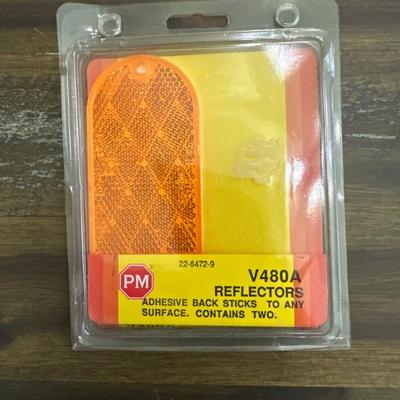 22-6472-9
PM
V480A
REFLECTORS
ADHESIVE BACK STICKS TO ANY
SURFACE. CONTAINS TWO.